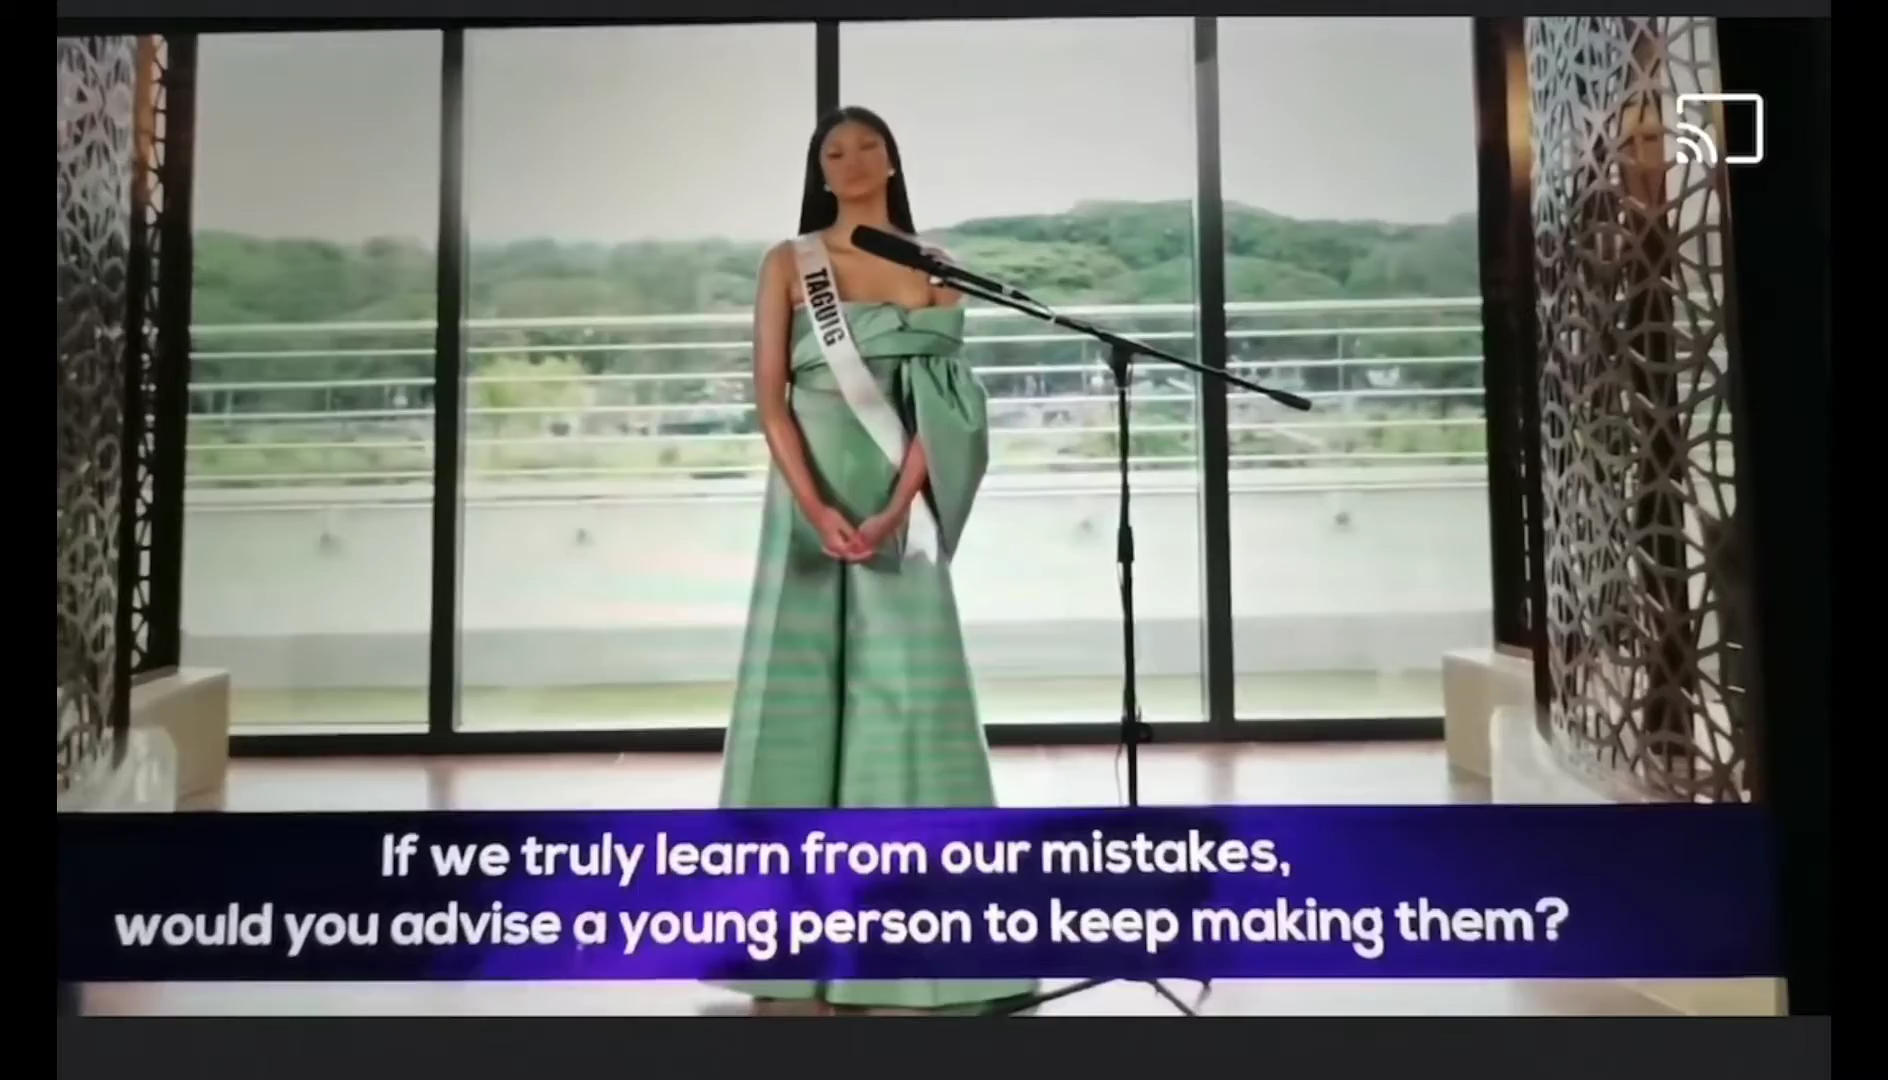 TAGUIG
If we truly learn from our mistakes,
would you advise a young person to keep making them?